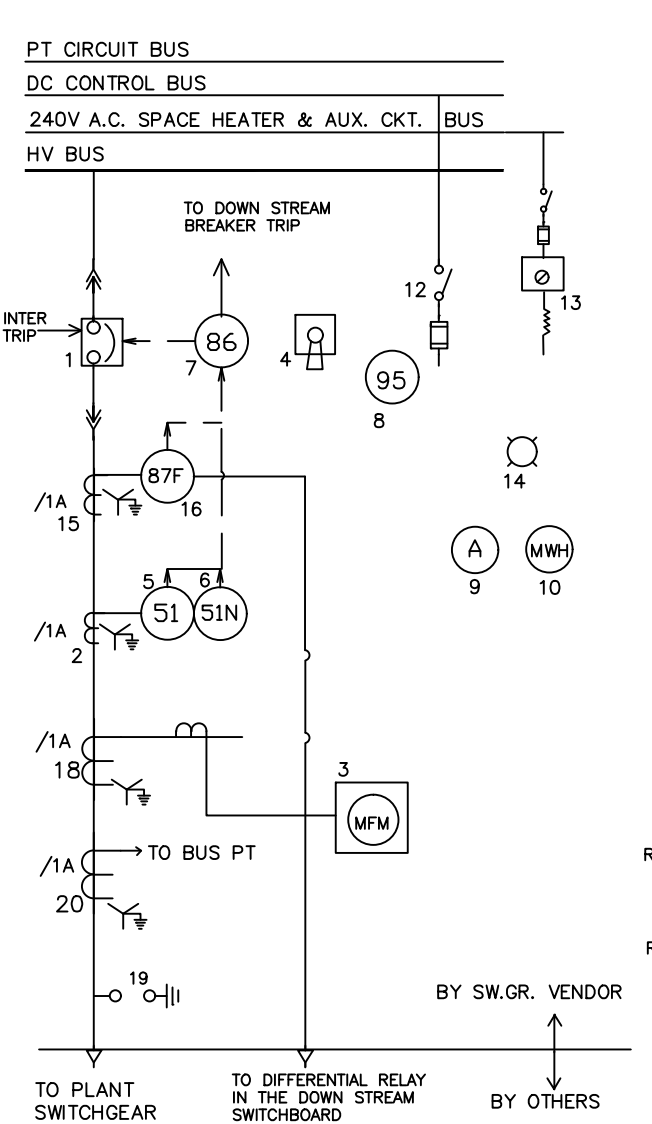 PT CIRCUIT BUS
DC CONTROL BUS
240V A.C. SPACE HEATER & AUX. CKT. BUS
HV BUS
TO DOWN STREAM
BREAKER TRIP
INTER
TRIP
1
86
7
4
95
8
12
13
14
87F
16
/1A
15
A
9
MWH
10
5
6
51
51N
/1A
2
/1A
18
3
MFM
/1A
20
TO BUS PT
19
BY SW.GR. VENDOR
TO PLANT
SWITCHGEAR
TO DIFFERENTIAL RELAY
IN THE DOWN STREAM
SWITCHBOARD
BY OTHERS